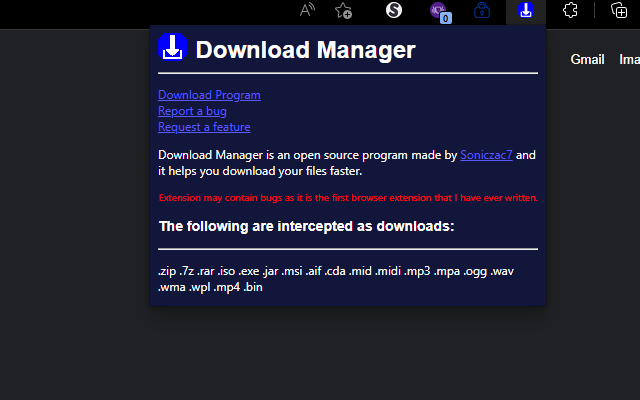 A
S
0
Download Manager
Gmail
Ima
Download Program
Report a bug
Request a feature
Download Manager is an open source program made by Soniczac7 and
it helps you download your files faster.
Extension may contain bugs as it is the first browser extension that I have ever written.
The following are intercepted as downloads:
.zip .7z .rar .iso .exe .jar .msi .aif .cda .mid .midi .mp3 .mpa .ogg .wav
.wma .wpl .mp4 .bin